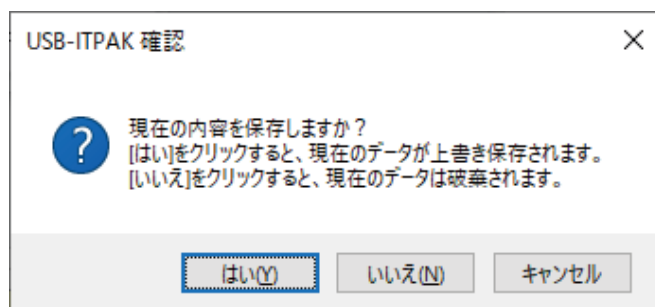 USB-ITPAK 確認
現在の内容を保存しますか？
[はい]をクリックすると、現在のデータが上書き保存されます。
[いいえ]をクリックすると、現在のデータは破棄されます。
はい(Y)
いいえ(N)
キャンセル